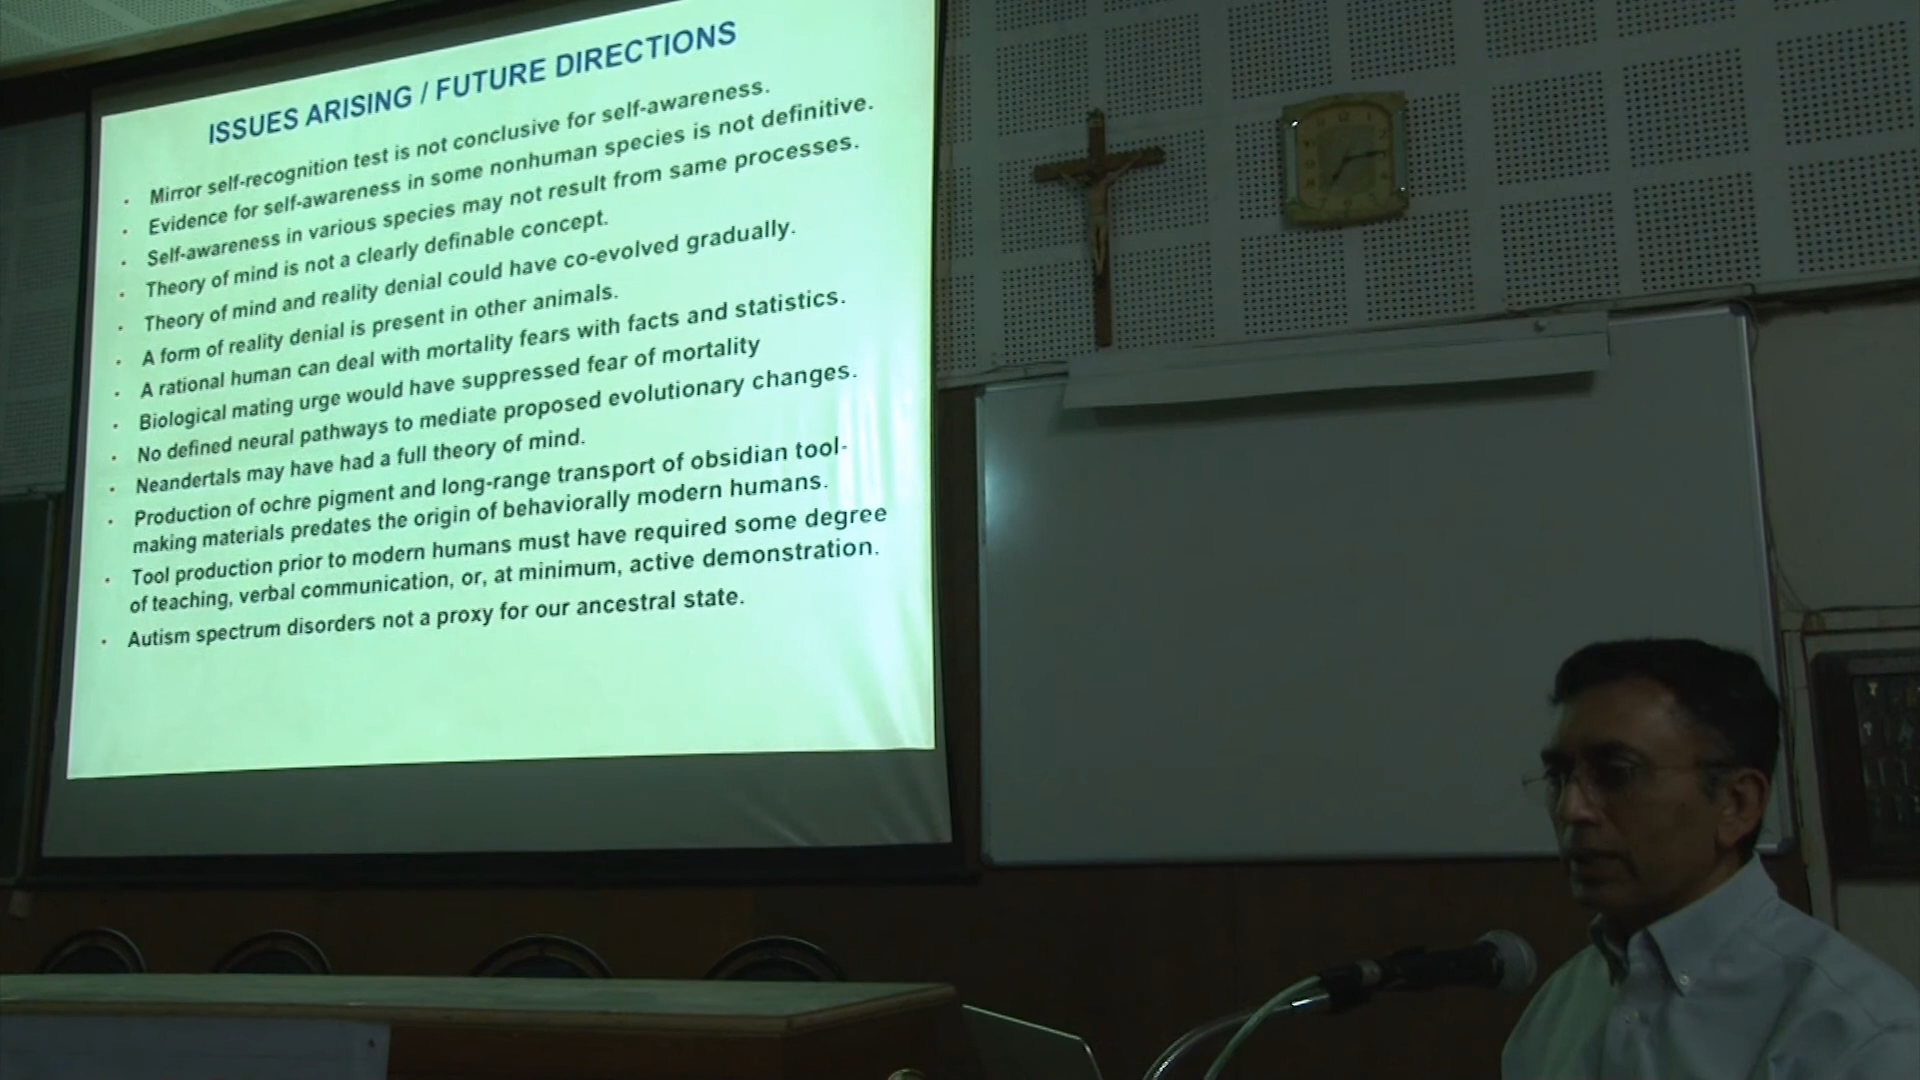 ISSUES ARISING / FUTURE DIRECTIONS
• Mirror self-recognition test is not conclusive for self-awareness.
• Evidence for self-awareness in some nonhuman species is not definitive.
• Self-awareness in various species may not result from same processes.
• Theory of mind is not a clearly definable concept.
• Theory of mind and reality denial could have co-evolved gradually.
• A form of reality denial is present in other animals.
• A rational human can deal with mortality fears with facts and statistics.
• Biological mating urge would have suppressed fear of mortality
• No defined neural pathways to mediate proposed evolutionary changes.
• Neandertals may have had a full theory of mind.
• Production of ochre pigment and long-range transport of obsidian tool-
making materials predates the origin of behaviorally modern humans.
• Tool production prior to modern humans must have required some degree
of teaching, verbal communication, or, at minimum, active demonstration.
• Autism spectrum disorders not a proxy for our ancestral state.